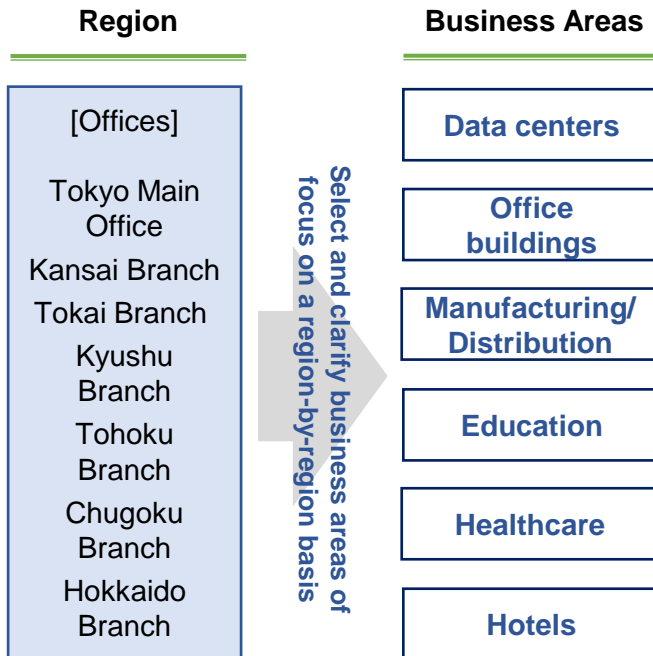 Region
[Offices]
Tokyo Main
Office
Kansai Branch
Tokai Branch
Kyushu
Branch
Tohoku
Branch
Chugoku
Branch
Hokkaido
Branch
Select and clarify business areas of
focus on a region-by-region basis
Business Areas
Data centers
Office
buildings
Manufacturing/
Distribution
Education
Healthcare
Hotels